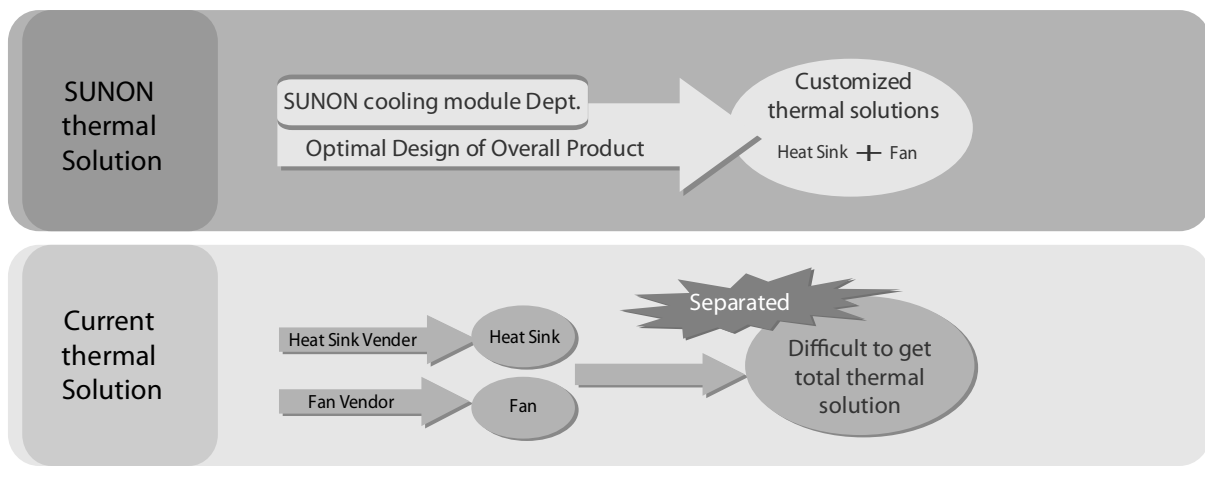 SUNON
thermal
Solution
SUNON cooling module Dept.
Optimal Design of Overall Product
Customized
thermal solutions
Heat Sink + Fan
Current
thermal
Solution
Heat Sink Vender
Heat Sink
Fan Vendor
Fan
Separated
Difficult to get
total thermal
solution